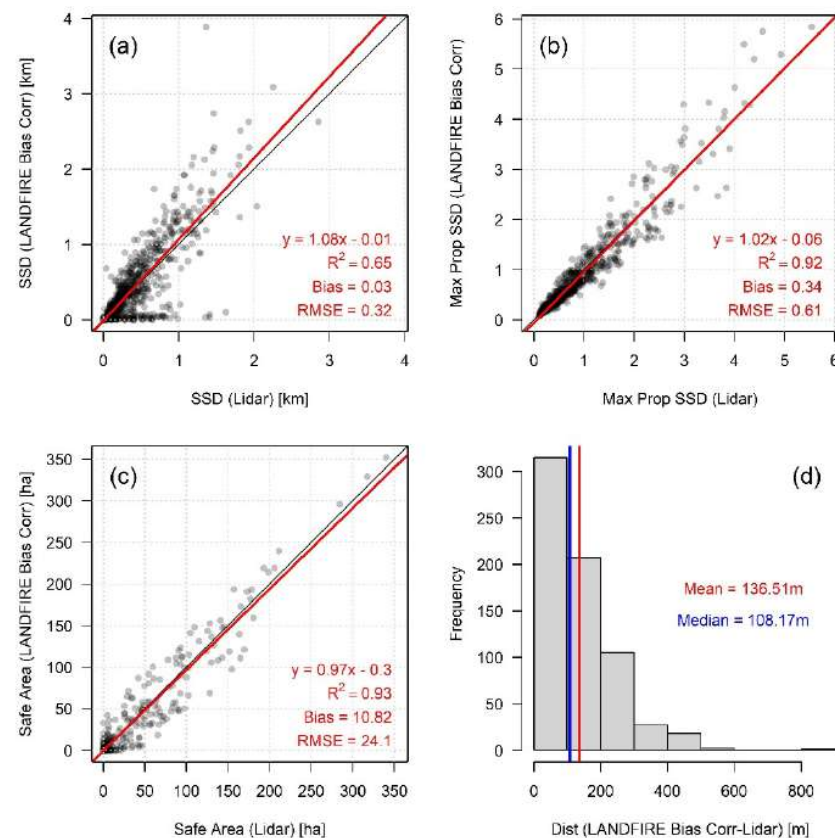 (a)
SSD (LANDFIRE Bias Corr) [km]
4
3
2
1
0
y = 1.08x - 0.01
R² = 0.65
Bias = 0.03
RMSE = 0.32
0 1 2 3 4
SSD (Lidar) [km]
(b)
Max Prop SSD (LANDFIRE Bias Corr)
6
5
4
3
2
1
0
y = 1.02x - 0.06
R² = 0.92
Bias = 0.34
RMSE = 0.61
0 1 2 3 4 5 6
Max Prop SSD (Lidar)
(c)
Safe Area (LANDFIRE Bias Corr) [ha]
350
300
250
200
150
100
50
0
y = 0.97x - 0.3
R² = 0.93
Bias = 10.82
RMSE = 24.1
0 50 100 150 200 250 300 350
Safe Area (Lidar) [ha]
(d)
Frequency
300
250
200
150
100
50
0
Mean = 136.51m
Median = 108.17m
0 200 400 600 800
Dist (LANDFIRE Bias Corr-Lidar) [m]